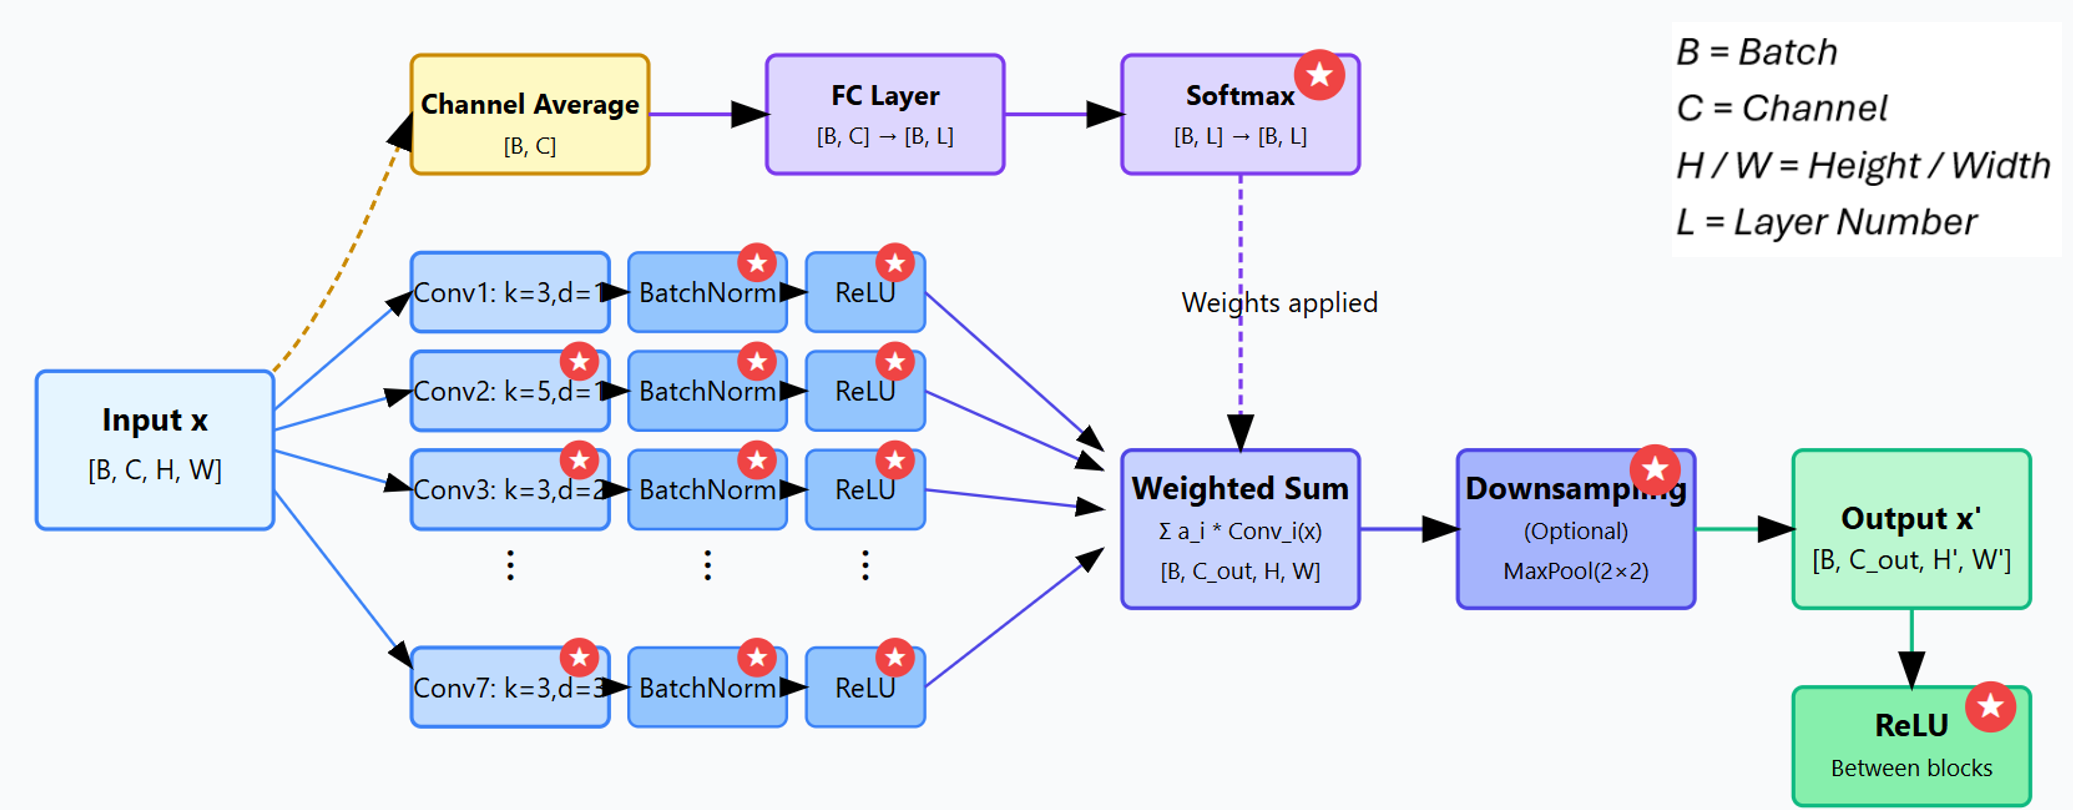 Channel Average
[B, C]
FC Layer
[B, C] → [B, L]
Softmax
[B, L] → [B, L]
B = Batch
C = Channel
H / W = Height / Width
L = Layer Number
Weights applied
Input x
[B, C, H, W]
Conv1: k=3,d=1
BatchNorm
ReLU
Conv2: k=5,d=1
BatchNorm
ReLU
Conv3: k=3,d=2
BatchNorm
ReLU
⋮ ⋮ ⋮
Conv7: k=3,d=3
BatchNorm
ReLU
Weighted Sum
Σ a_i * Conv_i(x)
[B, C_out, H, W]
Downsampling
(Optional)
MaxPool(2×2)
Output x'
[B, C_out, H', W']
ReLU
Between blocks